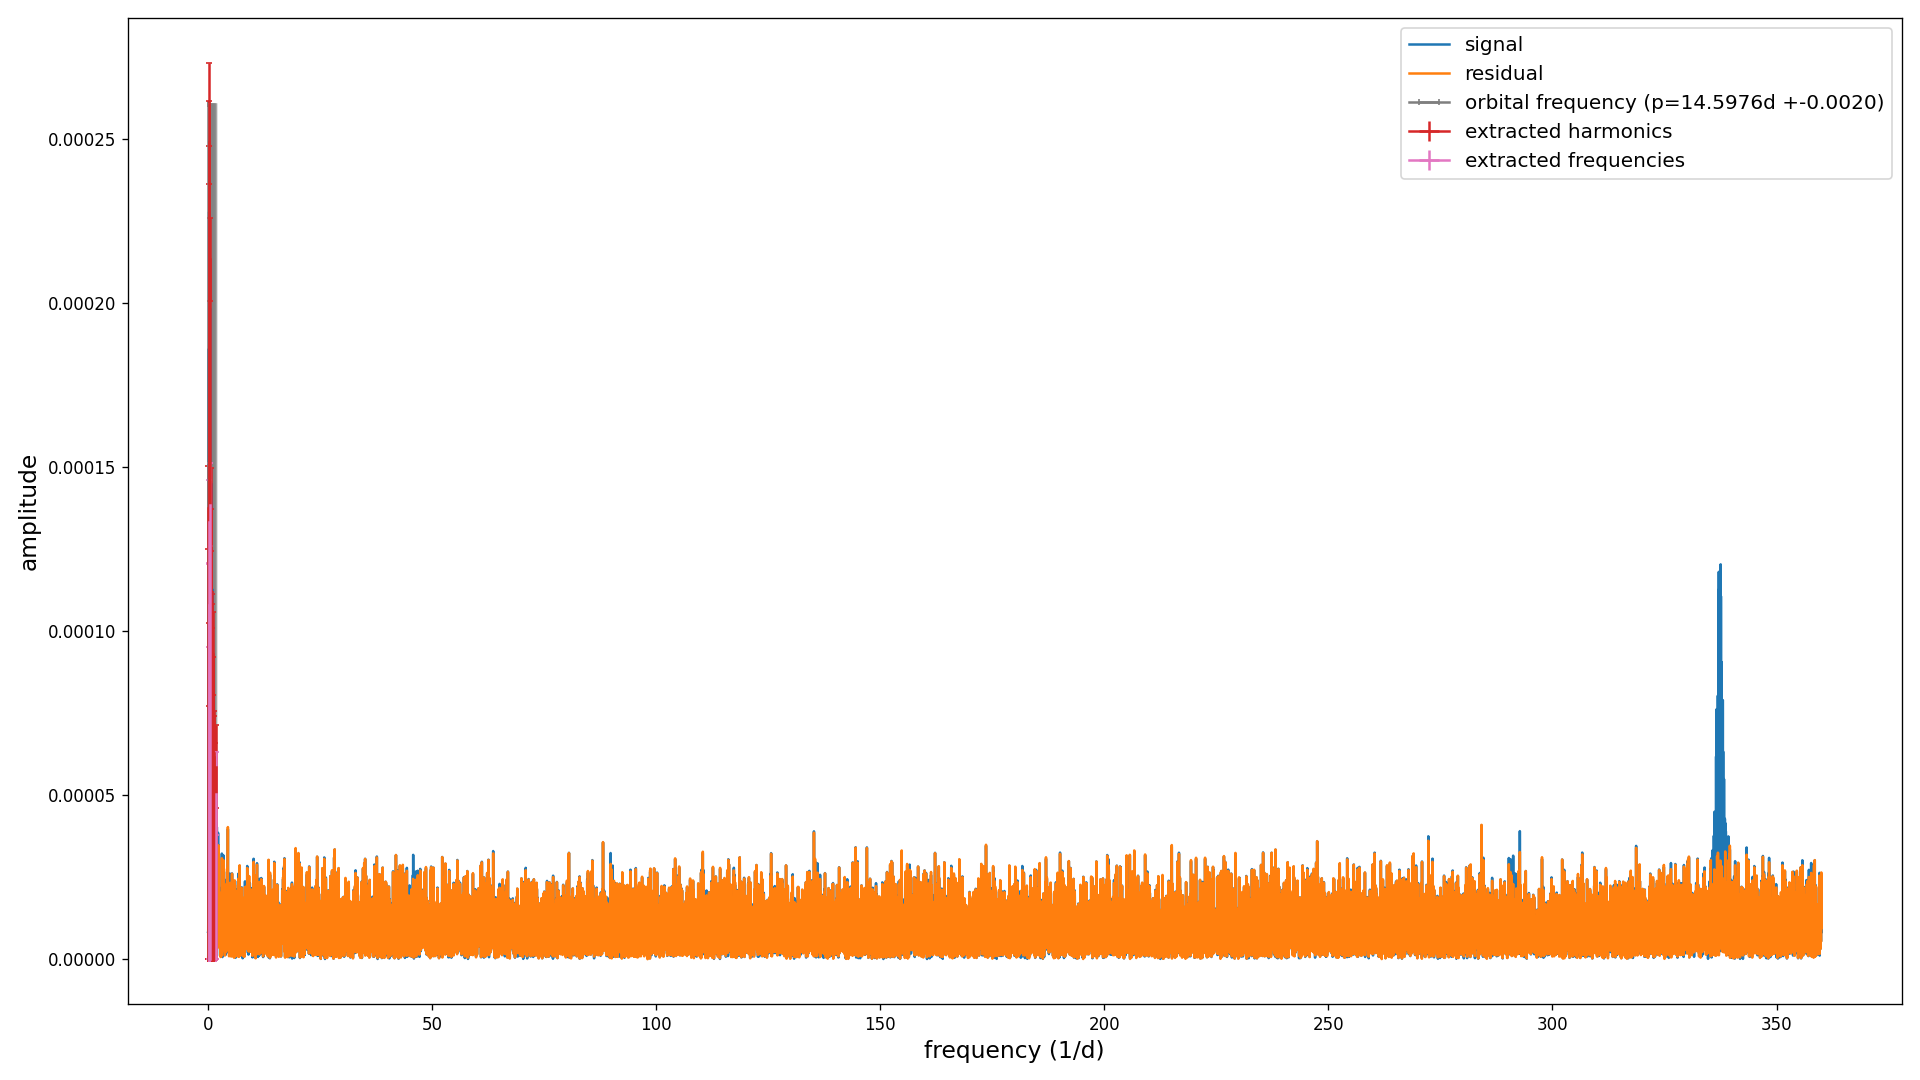 signal
residual
orbital frequency (p=14.5976d +-0.0020)
extracted harmonics
extracted frequencies
amplitude
0.00025
0.00020
0.00015
0.00010
0.00005
0.00000
0 50 100 150 200 250 300 350
frequency (1/d)